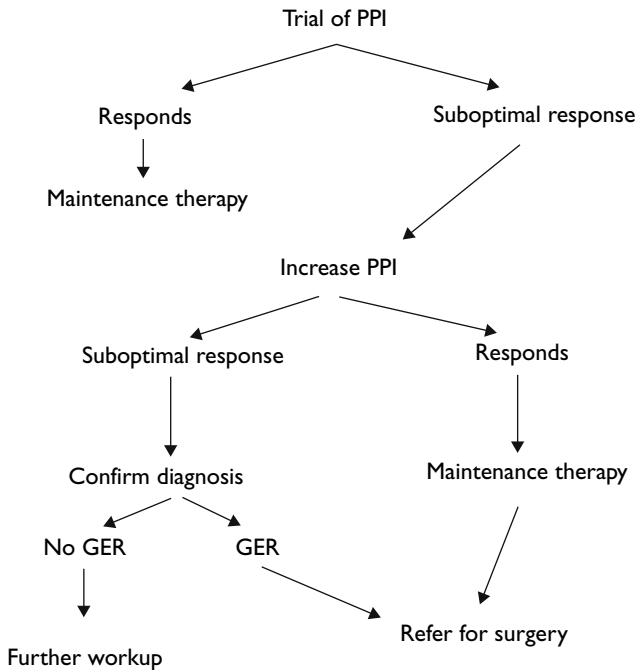 Trial of PPI
Responds
Suboptimal response
Maintenance therapy
Increase PPI
Suboptimal response
Responds
Confirm diagnosis
Maintenance therapy
No GER
GER
Refer for surgery
Further workup